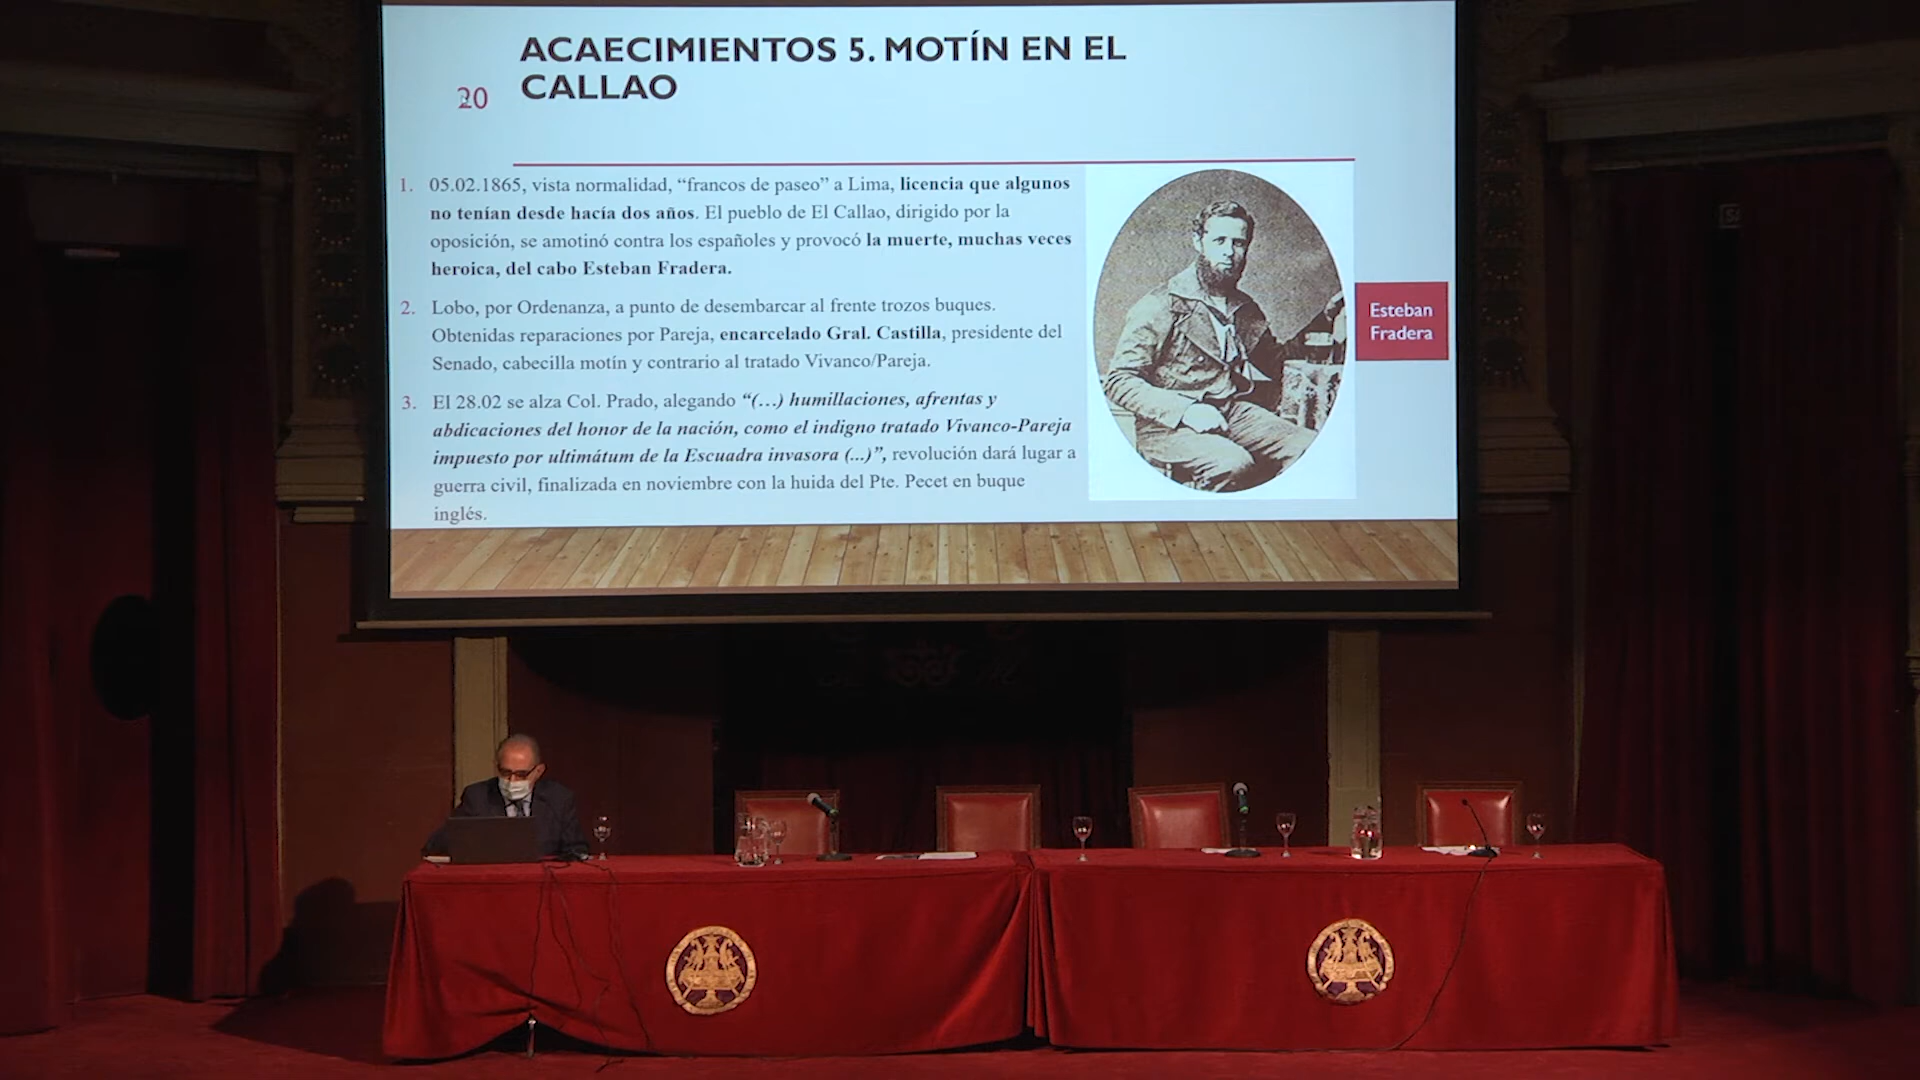 ACAECIMIENTOS 5. MOTÍN EN EL
CALLAO
20
1. 05.02.1865, vista normalidad, “francos de paseo” a Lima, licencia que algunos
no tenían desde hacía dos años. El pueblo de El Callao, dirigido por la
oposición, se amotinó contra los españoles y provocó la muerte, muchas veces
heroica, del cabo Esteban Fradera.
2. Lobo, por Ordenanza, a punto de desembarcar al frente trozos buques.
Obtenidas reparaciones por Pareja, encarcelado Gral. Castilla, presidente del
Senado, cabecilla motín y contrario al tratado Vivanco/Pareja.
3. El 28.02 se alza Col. Prado, alegando “(…) humillaciones, afrentas y
abdicaciones del honor de la nación, como el indigno tratado Vivanco-Pareja
impuesto por ultimátum de la Escuadra invasora (...)”, revolución dará lugar a
guerra civil, finalizada en noviembre con la huida del Pte. Pecet en buque
inglés.
Esteban
Fradera